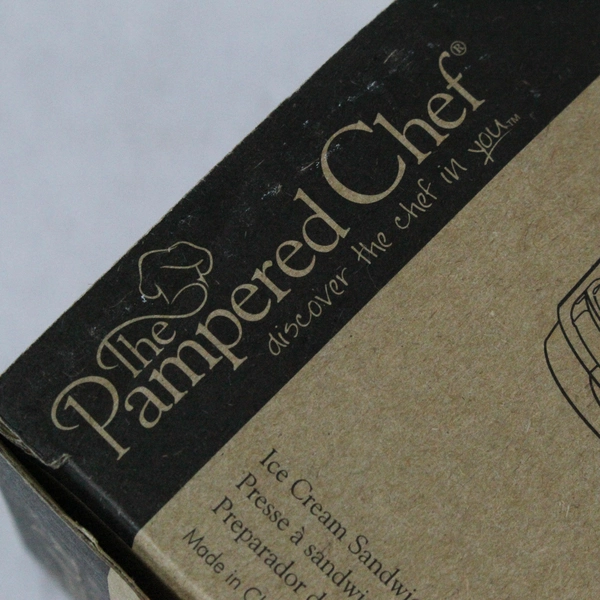 The
Pampered Chef®
discover the chef in you™
Ice Cream Sandwi
Presse à sandwi
Preparador d
Made in C